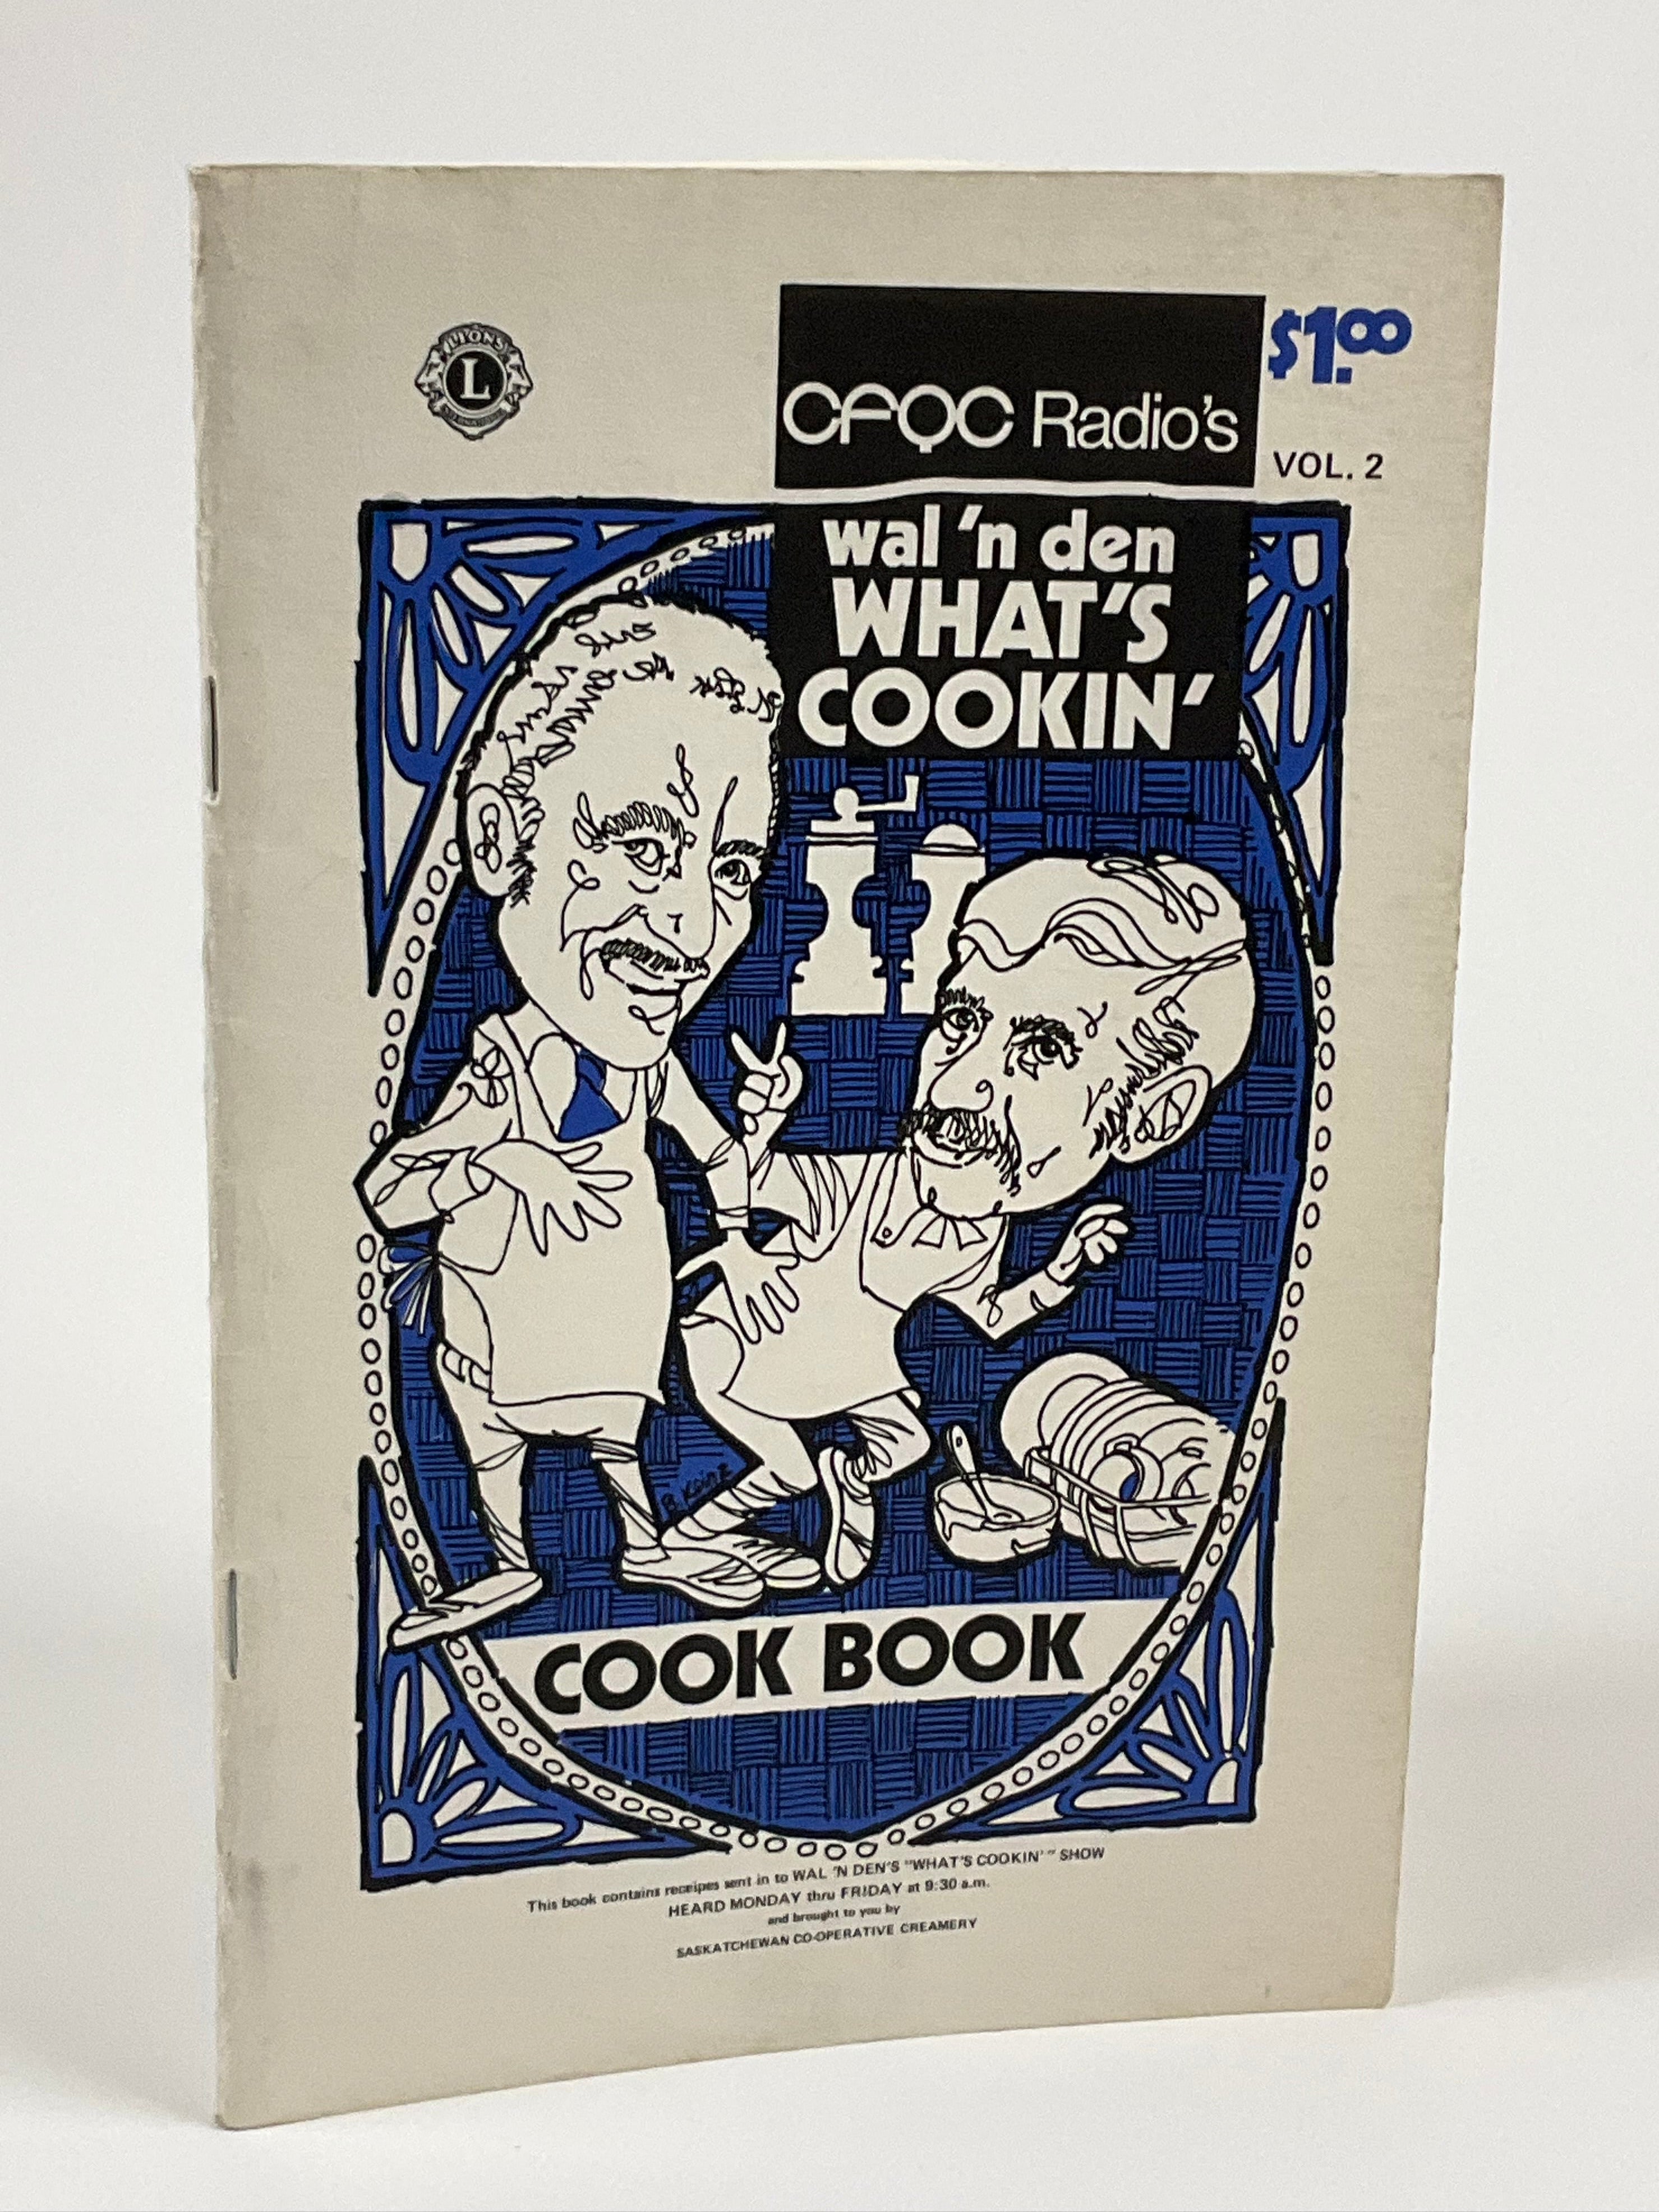 LIONS
L
CFQC Radio's
$1.00
VOL. 2
wal 'n den
WHAT'S
COOKIN'
COOK BOOK
This book contains receipes sent in to WAL 'N DEN'S "WHAT'S COOKIN' " SHOW
HEARD MONDAY thru FRIDAY at 9:30 a.m.
and brought to you by
SASKATCHEWAN CO-OPERATIVE CREAMERY